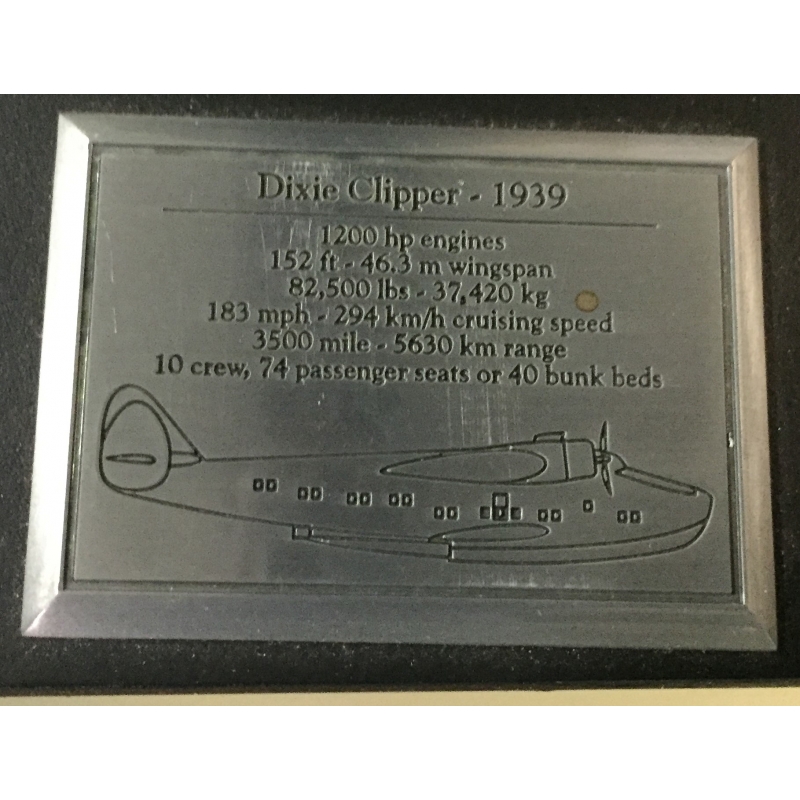 Dixie Clipper - 1939
1200 hp engines
152 ft - 46.3 m wingspan
82,500 lbs - 37,420 kg
183 mph - 294 km/h cruising speed
3500 mile - 5630 km range
10 crew, 74 passenger seats or 40 bunk beds